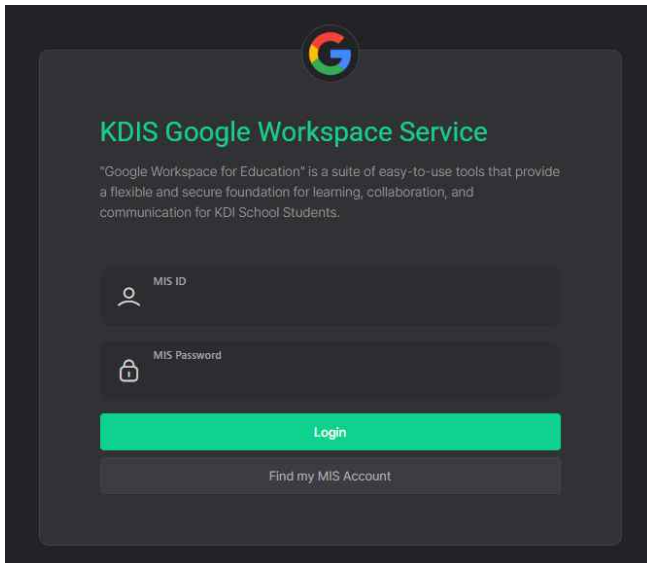 KDIS Google Workspace Service
"Google Workspace for Education" is a suite of easy-to-use tools that provide
a flexible and secure foundation for learning, collaboration, and
communication for KDI School Students.
MIS ID
MIS Password
Login
Find my MIS Account